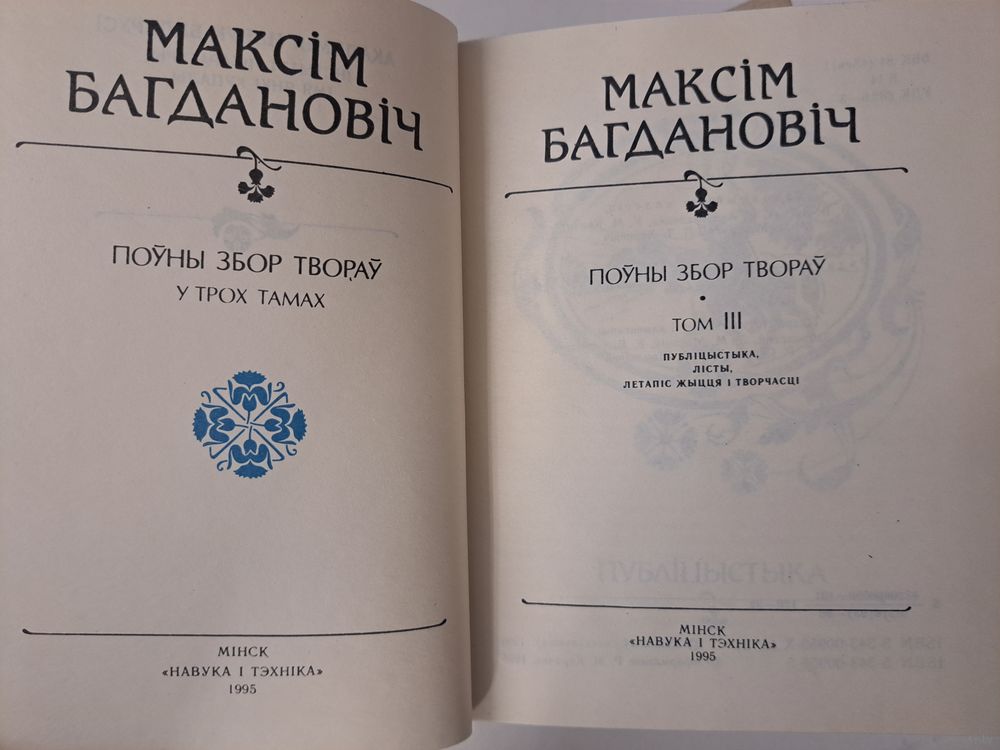 МАКСІМ
БАГДАНОВІЧ
ПОЎНЫ ЗБОР ТВОРАЎ
У ТРОХ ТАМАХ
МІНСК
«НАВУКА І ТЭХНІКА»
1995
МАКСІМ
БАГДАНОВІЧ
ПОЎНЫ ЗБОР ТВОРАЎ
ТОМ III
ПУБЛІЦЫСТЫКА,
ЛІСТЫ,
ЛЕТАПІС ЖЫЦЦЯ І ТВОРЧАСЦІ
ПУБЛІЦЫСТЫКА
МІНСК
«НАВУКА І ТЭХНІКА»
1995